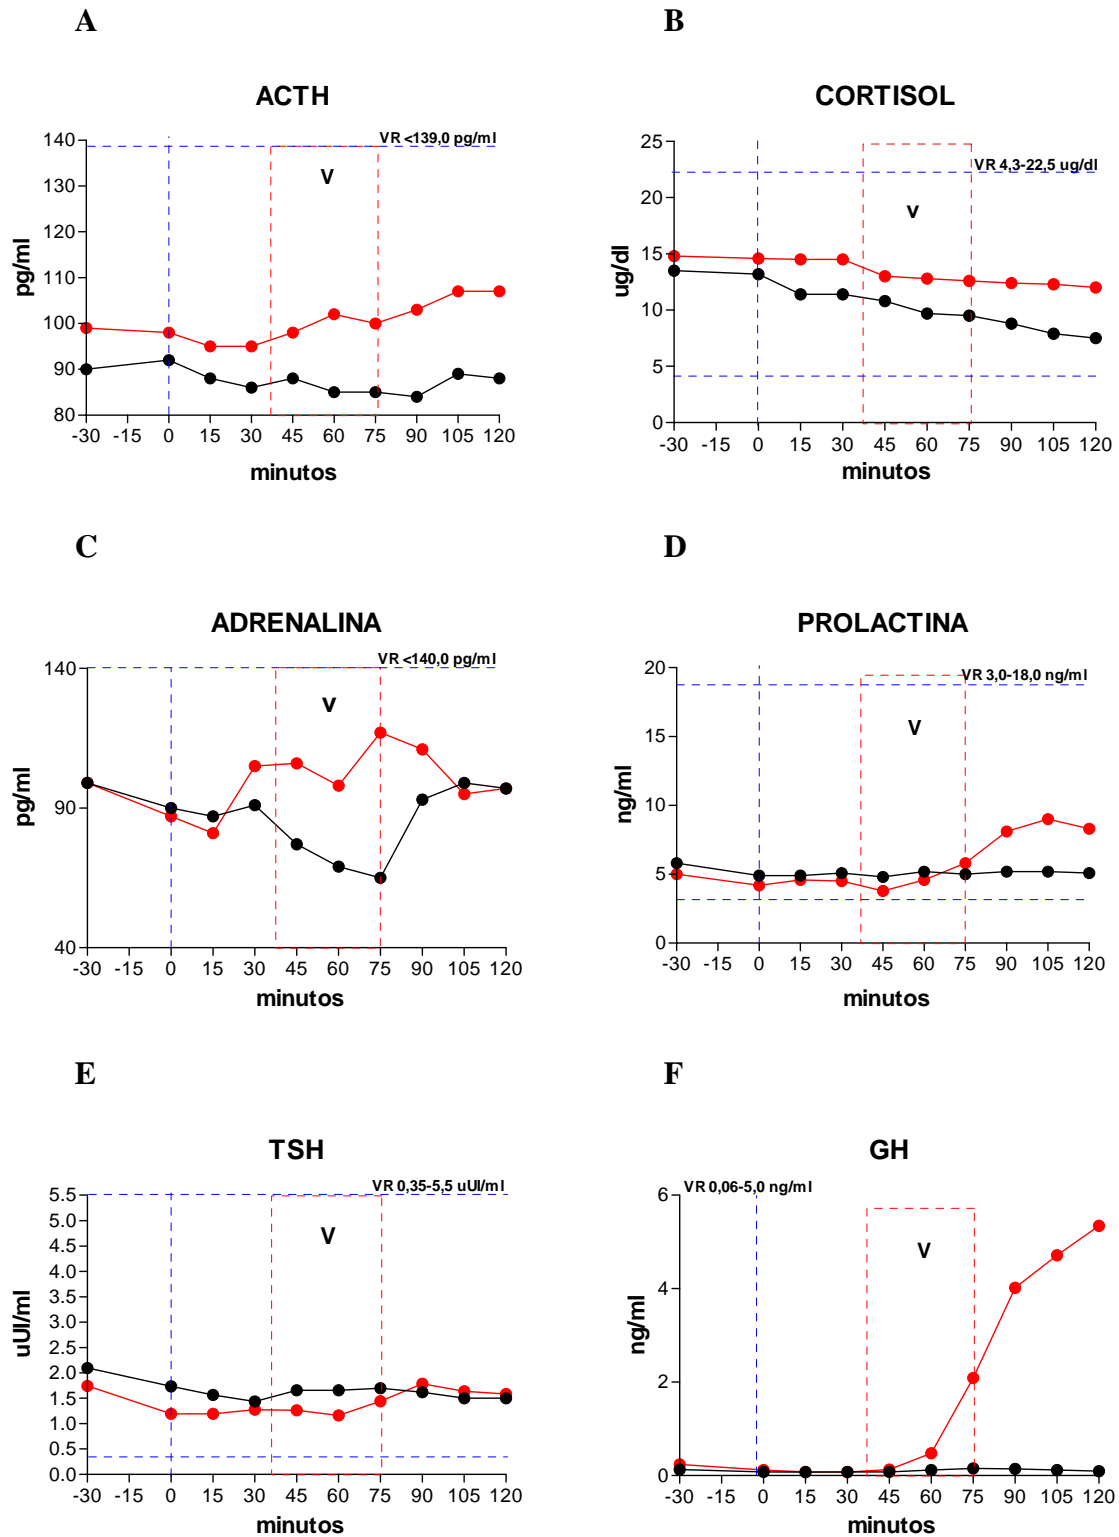 A
ACTH
VR <139,0 pg/ml
V
pg/ml
140
130
120
110
100
90
80
-30 -15 0 15 30 45 60 75 90 105 120
minutos
B
CORTISOL
VR 4,3-22,5 ug/dl
V
ug/dl
25
20
15
10
5
0
-30 -15 0 15 30 45 60 75 90 105 120
minutos
C
ADRENALINA
VR <140,0 pg/ml
V
pg/ml
140
90
40
-30 -15 0 15 30 45 60 75 90 105 120
minutos
D
PROLACTINA
VR 3,0-18,0 ng/ml
V
ng/ml
20
15
10
5
0
-30 -15 0 15 30 45 60 75 90 105 120
minutos
E
TSH
VR 0,35-5,5 uUI/ml
V
uUI/ml
5.5
5.0
4.5
4.0
3.5
3.0
2.5
2.0
1.5
1.0
0.5
0.0
-30 -15 0 15 30 45 60 75 90 105 120
minutos
F
GH
VR 0,06-5,0 ng/ml
V
ng/ml
6
4
2
0
-30 -15 0 15 30 45 60 75 90 105 120
minutos